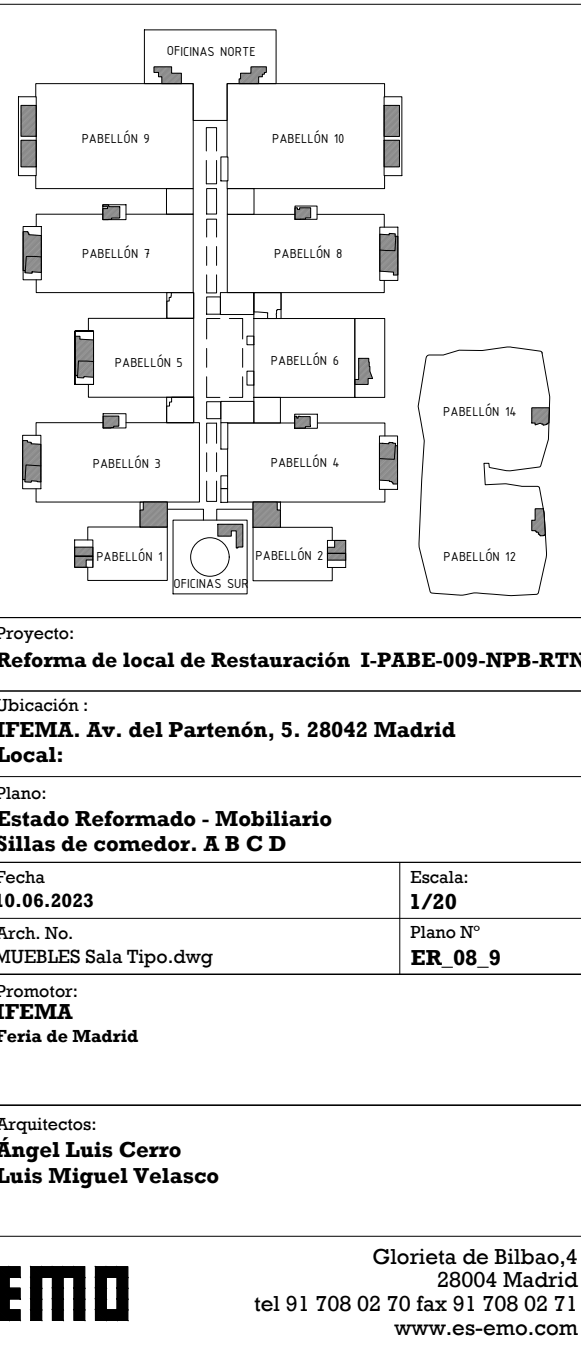 OFICINAS NORTE
PABELLÓN 9
PABELLÓN 10
PABELLÓN 7
PABELLÓN 8
PABELLÓN 5
PABELLÓN 6
PABELLÓN 14
PABELLÓN 3
PABELLÓN 4
PABELLÓN 1
PABELLÓN 2
PABELLÓN 12
OFICINAS SUR
Proyecto:
Reforma de local de Restauración I-PABE-009-NPB-RTN
Ubicación :
IFEMA. Av. del Partenón, 5. 28042 Madrid
Local:
Plano:
Estado Reformado - Mobiliario
Sillas de comedor. A B C D
Fecha
10.06.2023
Escala:
1/20
Arch. No.
MUEBLES Sala Tipo.dwg
Plano Nº
ER_08_9
Promotor:
IFEMA
Feria de Madrid
Arquitectos:
Ángel Luis Cerro
Luis Miguel Velasco
EMO
Glorieta de Bilbao,4
28004 Madrid
tel 91 708 02 70 fax 91 708 02 71
www.es-emo.com